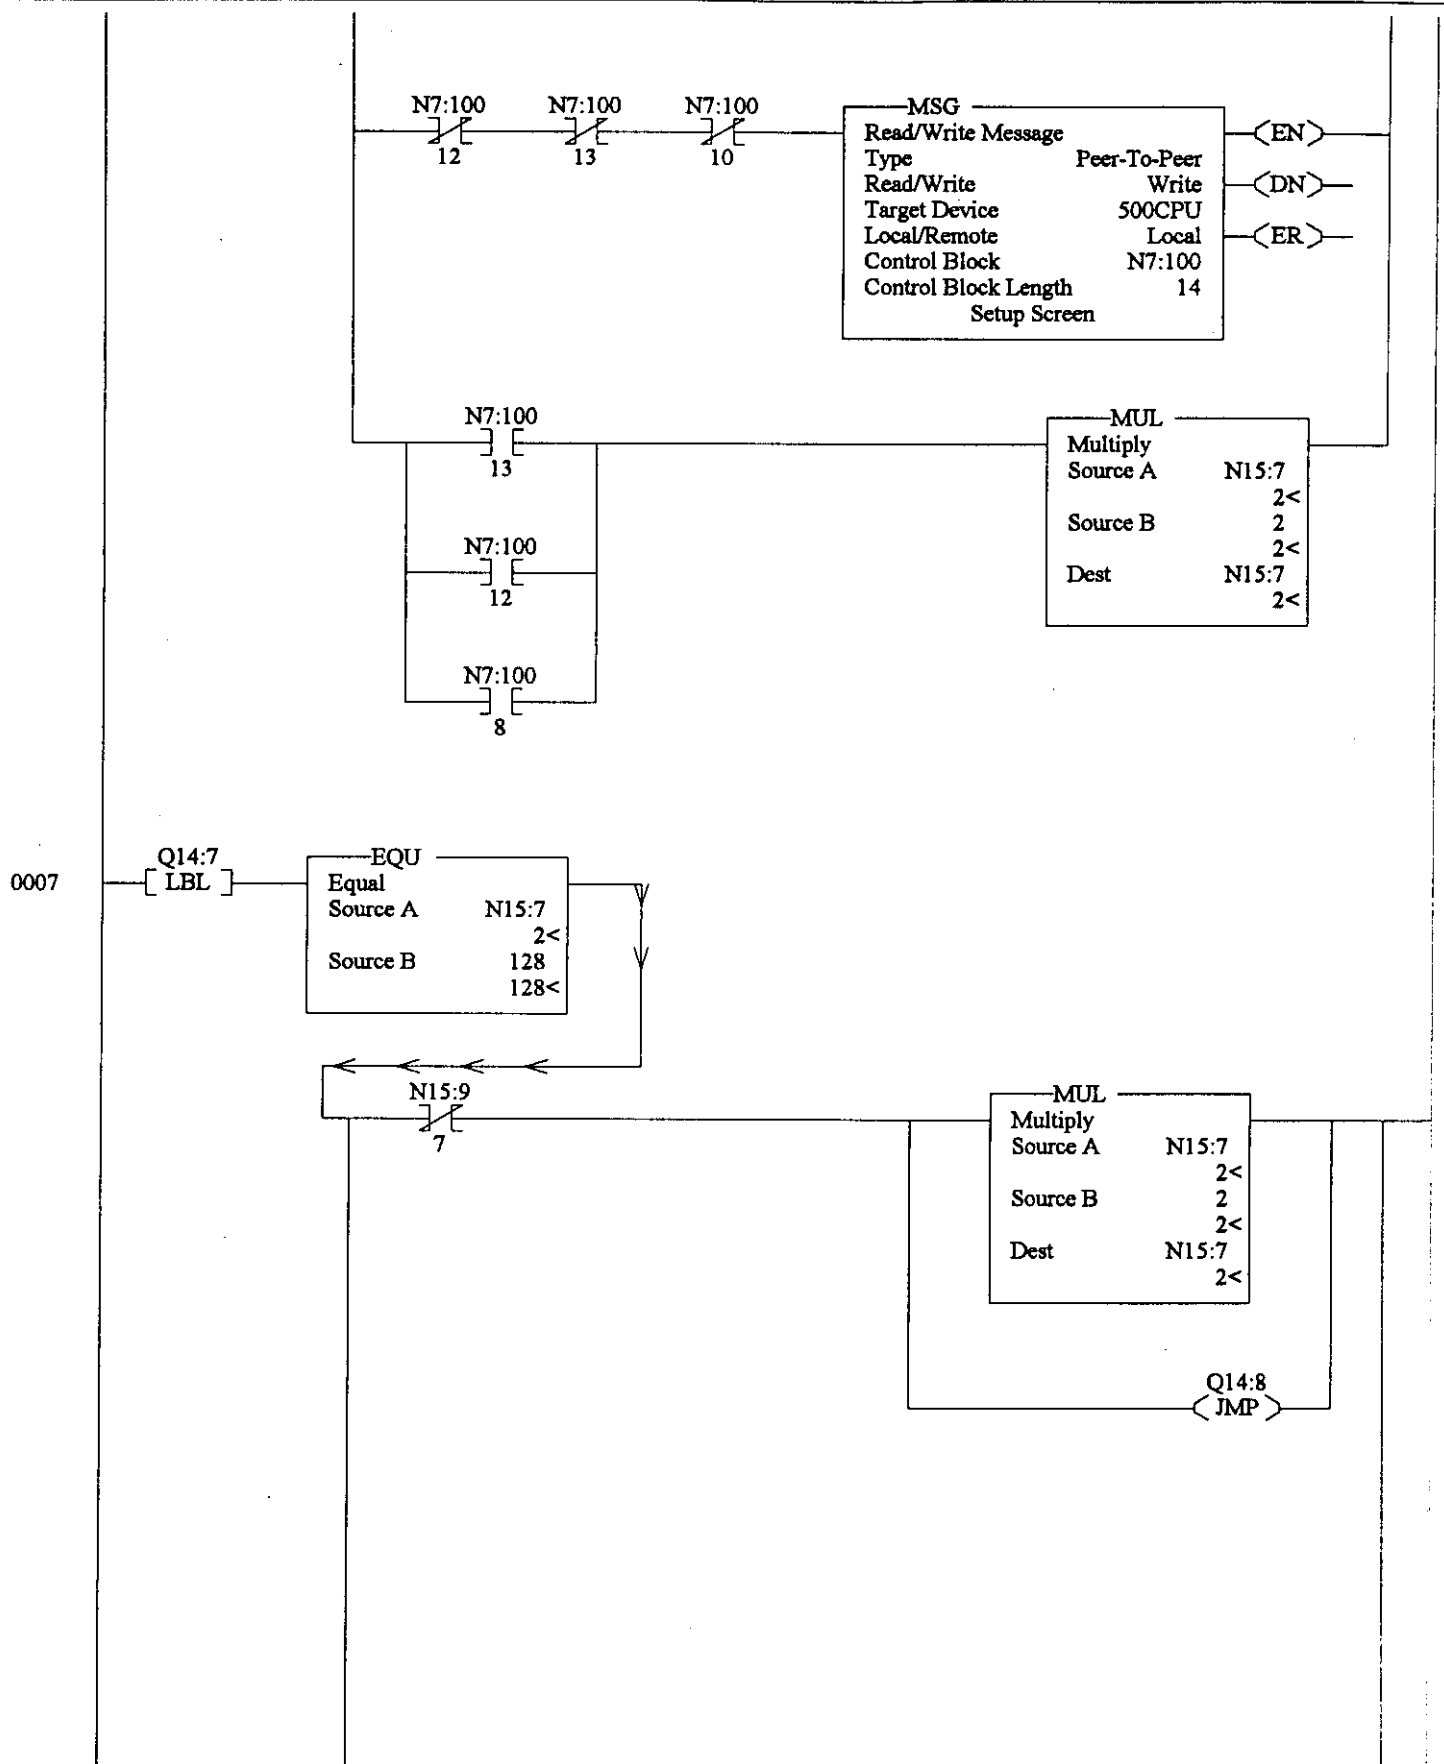 N7:100 N7:100 N7:100
12 13 10
MSG
Read/Write Message
Type Peer-To-Peer
Read/Write Write
Target Device 500CPU
Local/Remote Local
Control Block N7:100
Control Block Length 14
Setup Screen
EN
DN
ER
N7:100
13
N7:100
12
N7:100
8
MUL
Multiply
Source A N15:7
2<
Source B 2
2<
Dest N15:7
2<
0007
Q14:7
LBL
EQU
Equal
Source A N15:7
2<
Source B 128
128<
N15:9
7
MUL
Multiply
Source A N15:7
2<
Source B 2
2<
Dest N15:7
2<
Q14:8
JMP